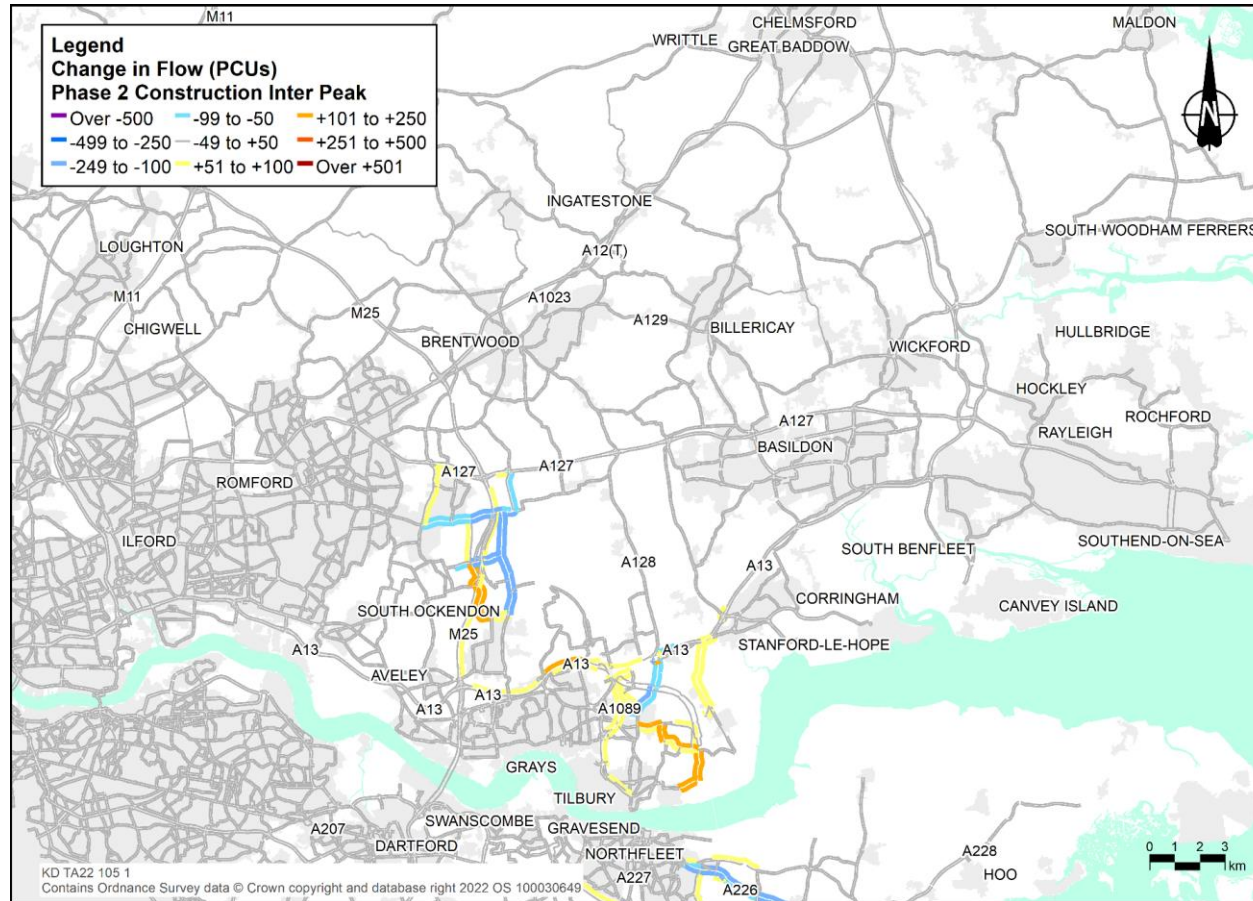 M11
CHELMSFORD
MALDON
WRITTLE
GREAT BADDOW
Legend
Change in Flow (PCUs)
Phase 2 Construction Inter Peak
Over -500
-99 to -50
+101 to +250
-499 to -250
-49 to +50
+251 to +500
-249 to -100
+51 to +100
Over +501
N
INGATESTONE
SOUTH WOODHAM FERRERS
LOUGHTON
A12(T)
M11
A1023
M25
CHIGWELL
A129
BILLERICAY
HULLBRIDGE
BRENTWOOD
WICKFORD
HOCKLEY
ROCHFORD
A127
RAYLEIGH
BASILDON
A127
A127
ROMFORD
ILFORD
SOUTHEND-ON-SEA
SOUTH BENFLEET
A128
A13
CORRINGHAM
CANVEY ISLAND
SOUTH OCKENDON
M25
STANFORD-LE-HOPE
A13
A13
A13
AVELEY
A13
A13
A1089
GRAYS
TILBURY
SWANSCOMBE
GRAVESEND
A207
DARTFORD
NORTHFLEET
A228
HOO
A227
A226
0 1 2 3
km
KD TA22 105 1
Contains Ordnance Survey data © Crown copyright and database right 2022 OS 100030649